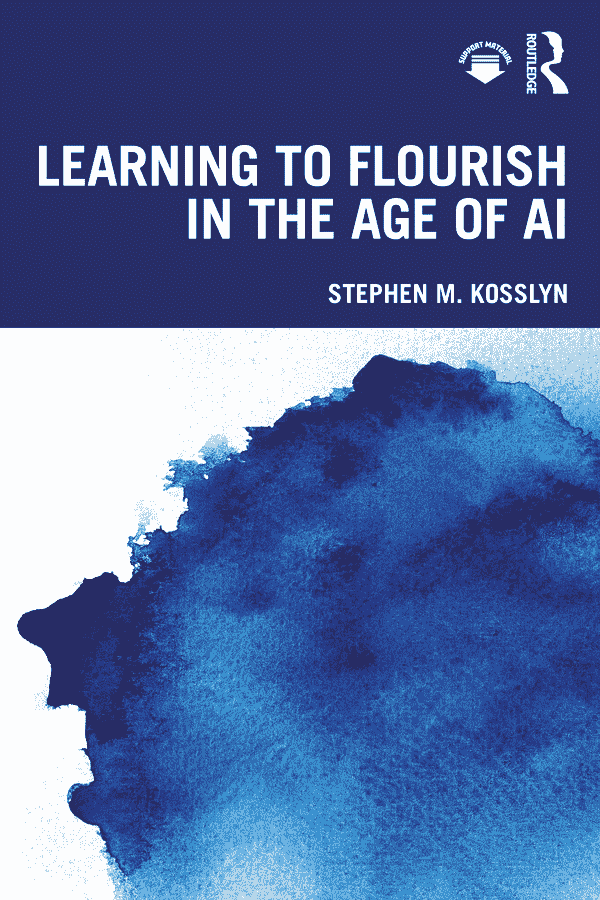 SUPPORT MATERIAL
ROUTLEDGE
LEARNING TO FLOURISH
IN THE AGE OF AI
STEPHEN M. KOSSLYN